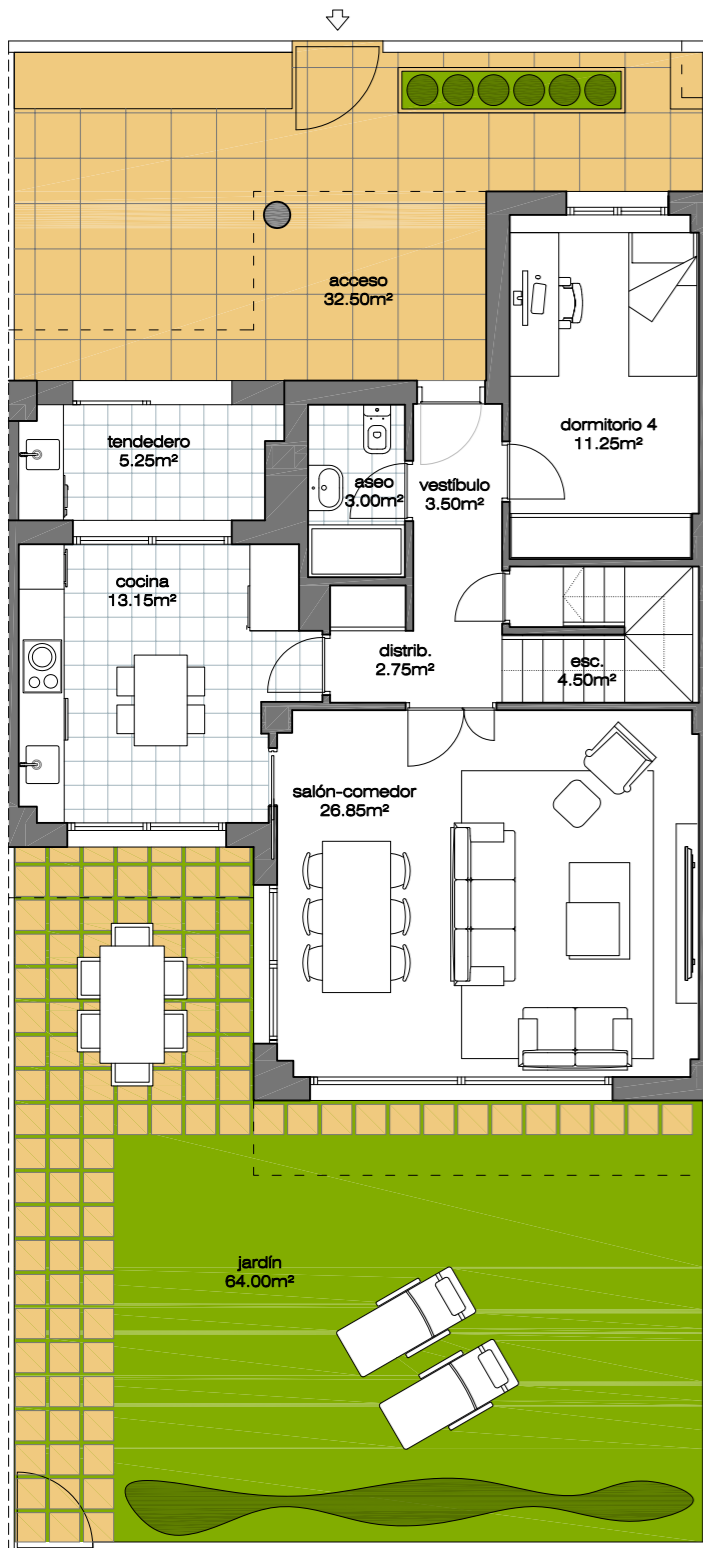 acceso
32.50m²
dormitorio 4
11.25m²
tendedero
5.25m²
aseo
3.00m²
vestíbulo
3.50m²
cocina
13.15m²
distrib.
2.75m²
esc.
4.50m²
salón-comedor
26.85m²
jardín
64.00m²